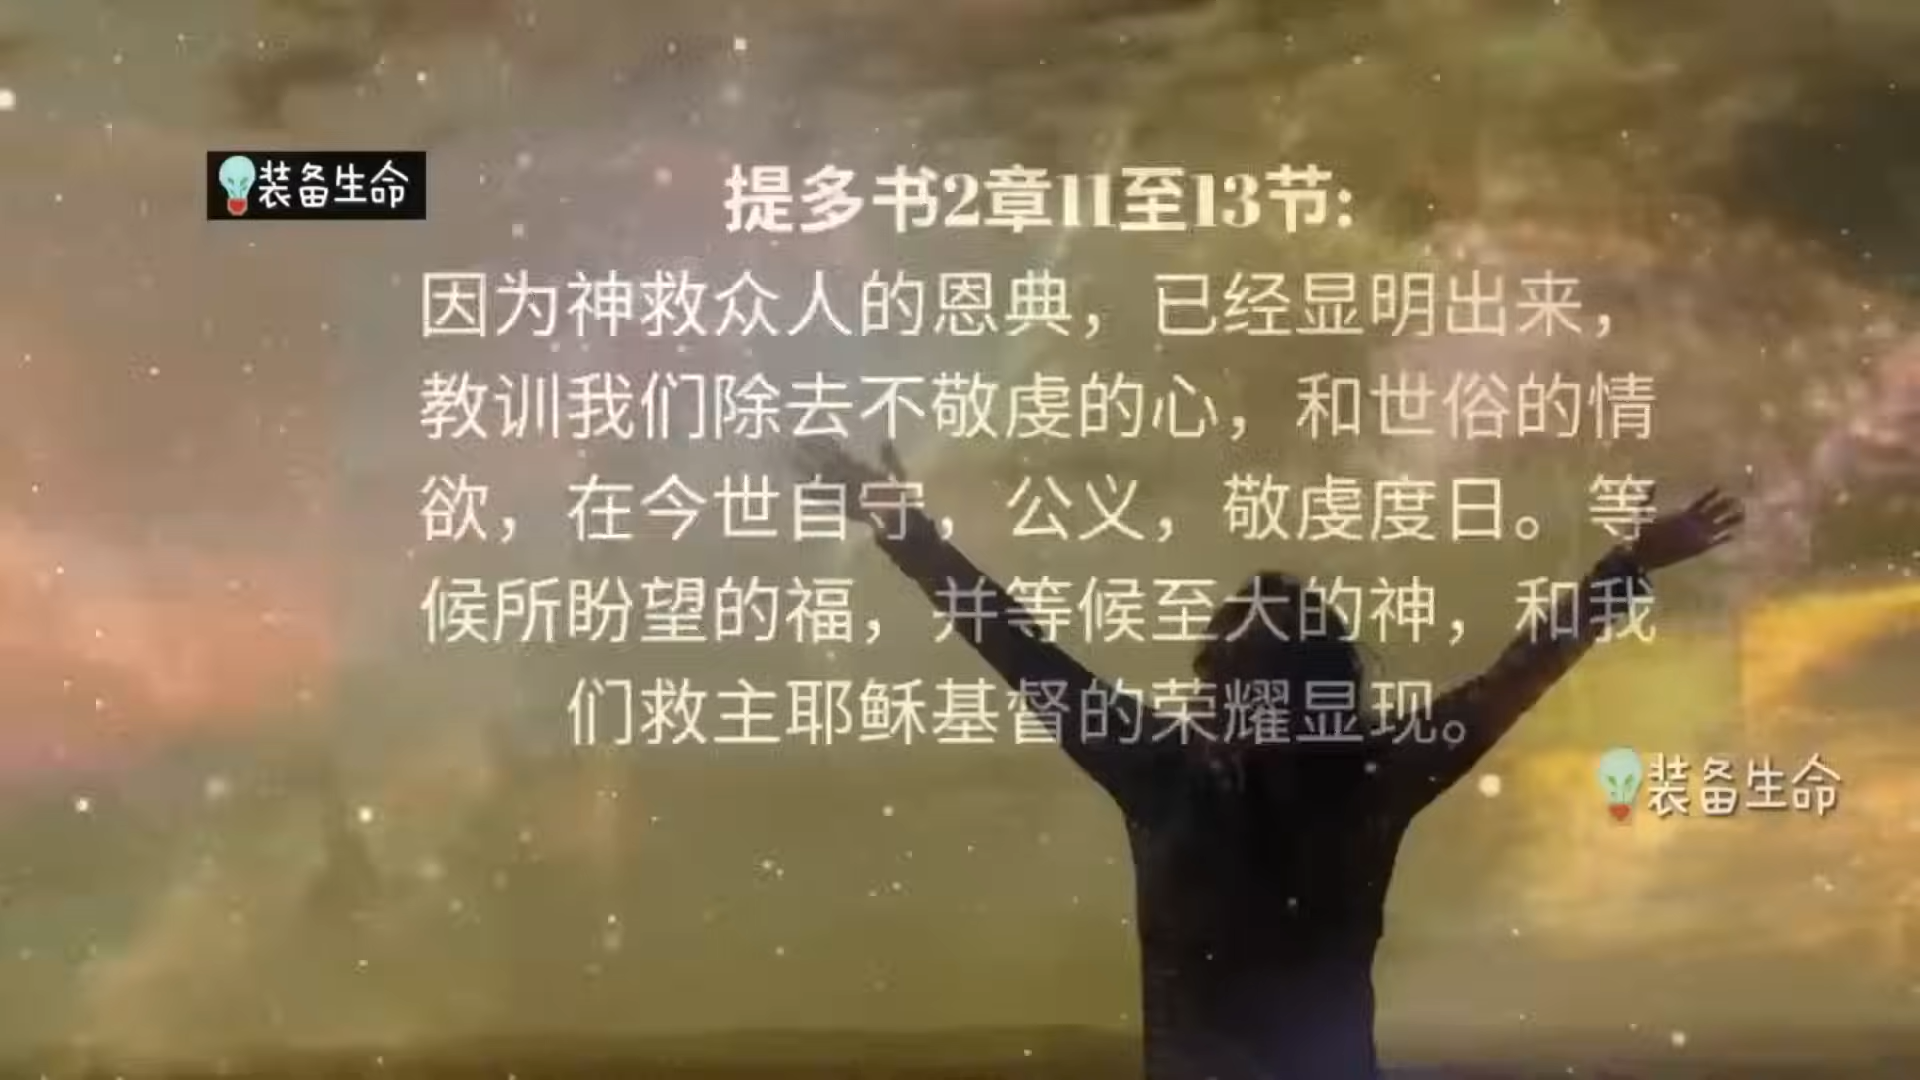 装备生命
提多书2章11至13节:
因为神救众人的恩典，已经显明出来，
教训我们除去不敬虔的心，和世俗的情
欲，在今世自守，公义，敬虔度日。等
候所盼望的福，并等候至大的神，和我
们救主耶稣基督的荣耀显现。
装备生命